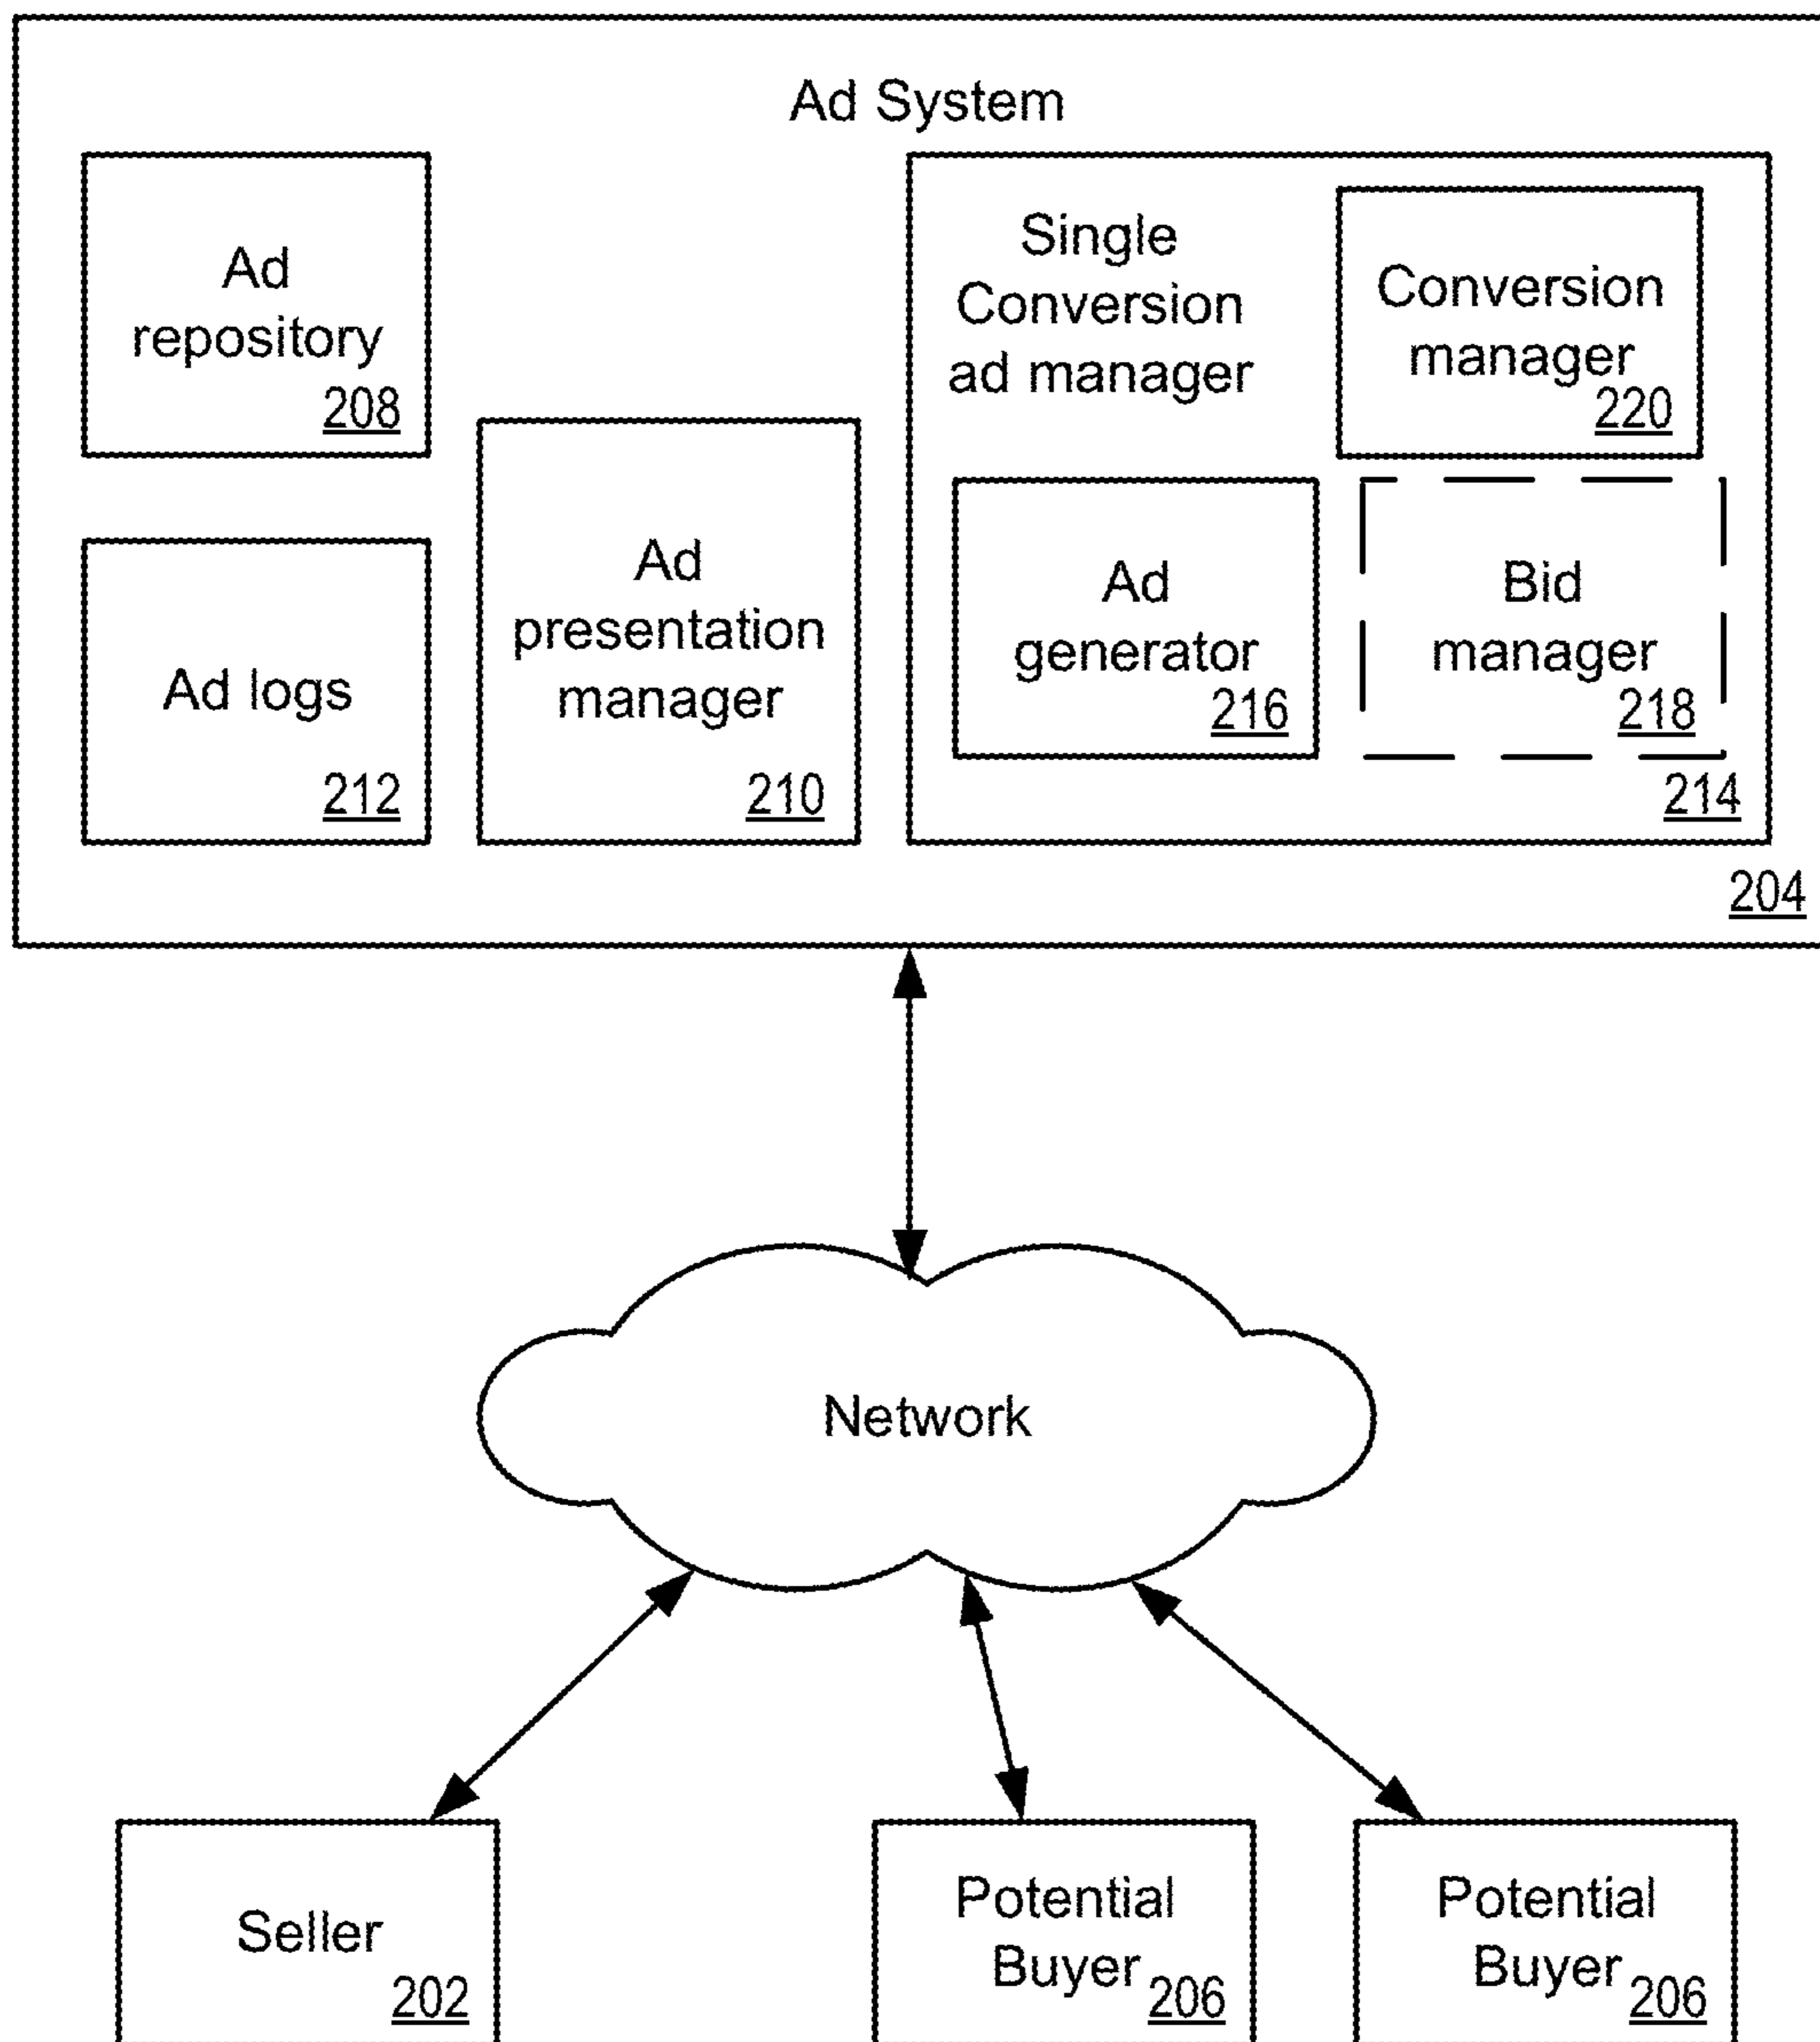 Ad System
Ad
repository
208
Ad logs
212
Ad
presentation
manager
210
Single
Conversion
ad manager
Conversion
manager
220
Ad
generator
216
Bid
manager
218
214
204
Network
Seller
202
Potential
Buyer
206
Potential
Buyer
206